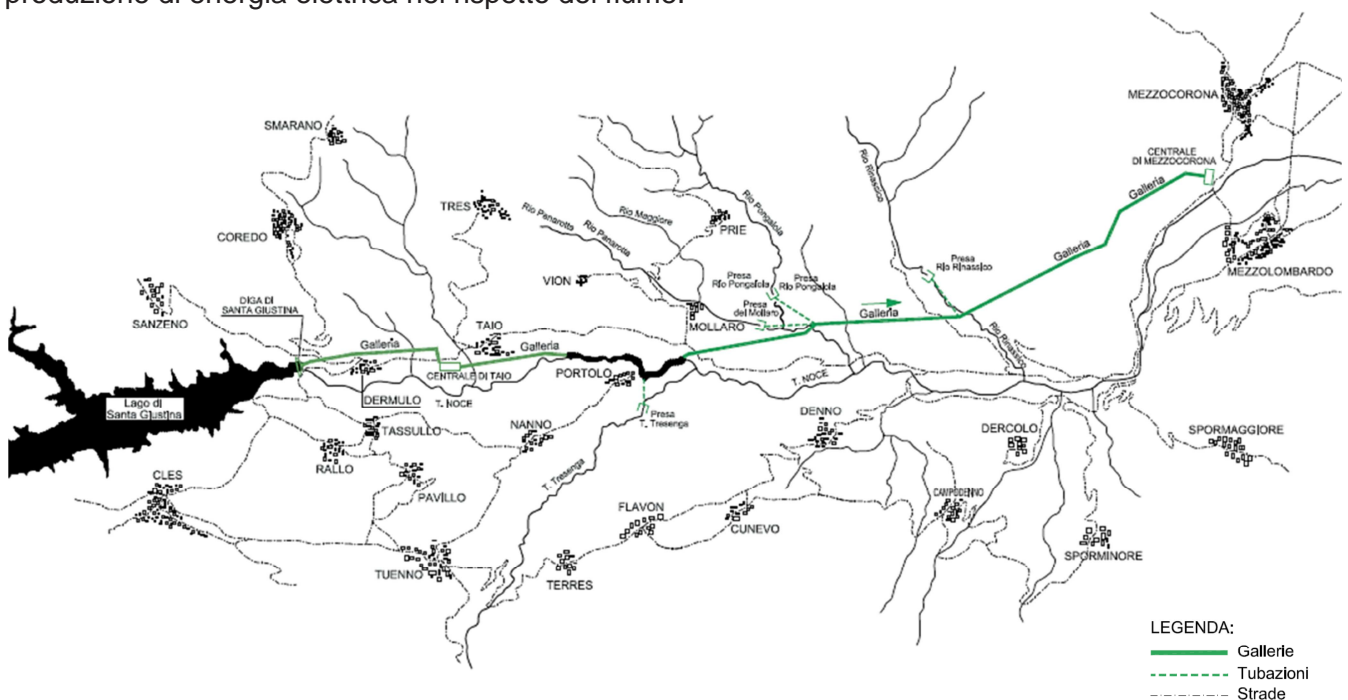 produzione di energia elettrica nel rispetto del fiume.
MEZZOCORONA
SMARANO
CENTRALE
DI MEZZOCORONA
Rio Rinassico
Galleria
TRES
Rio Panarotta
Rio Maggiore
Rio Pongaiola
PRIE
COREDO
Rio Panarotta
Galleria
MEZZOLOMBARDO
VION
Presa
Rio Pongaiola
Presa
Rio Pongaiola
Presa
Rio Rinassico
DIGA DI
SANTA GIUSTINA
SANZENO
Presa
del Mollaro
MOLLARO
Galleria
TAIO
Galleria
Galleria
Rio Rinassico
CENTRALE DI TAIO
PORTOLO
T. NOCE
DERMULO
T. NOCE
Lago di
Santa Giustina
Presa
T. Tresenga
TASSULLO
NANNO
DENNO
DERCOLO
SPORMAGGIORE
RALLO
PAVILLO
CLES
T. Tresenga
FLAVON
CUNEVO
CAMPODENNO
SPORMINORE
TUENNO
TERRES
LEGENDA:
Gallerie
Tubazioni
Strade